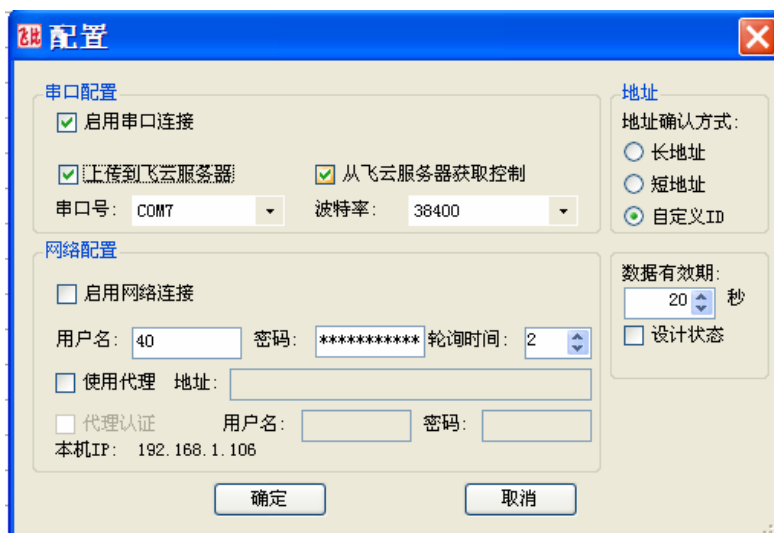 飞比 配置
串口配置
启用串口连接
上传到飞云服务器 从飞云服务器获取控制
串口号: COM7 波特率: 38400
网络配置
启用网络连接
用户名: 40 密码: *********** 轮询时间: 2
使用代理 地址:
代理认证 用户名: 密码:
本机IP: 192.168.1.106
确定 取消
地址
地址确认方式:
长地址
短地址
自定义ID
数据有效期:
20 秒
设计状态